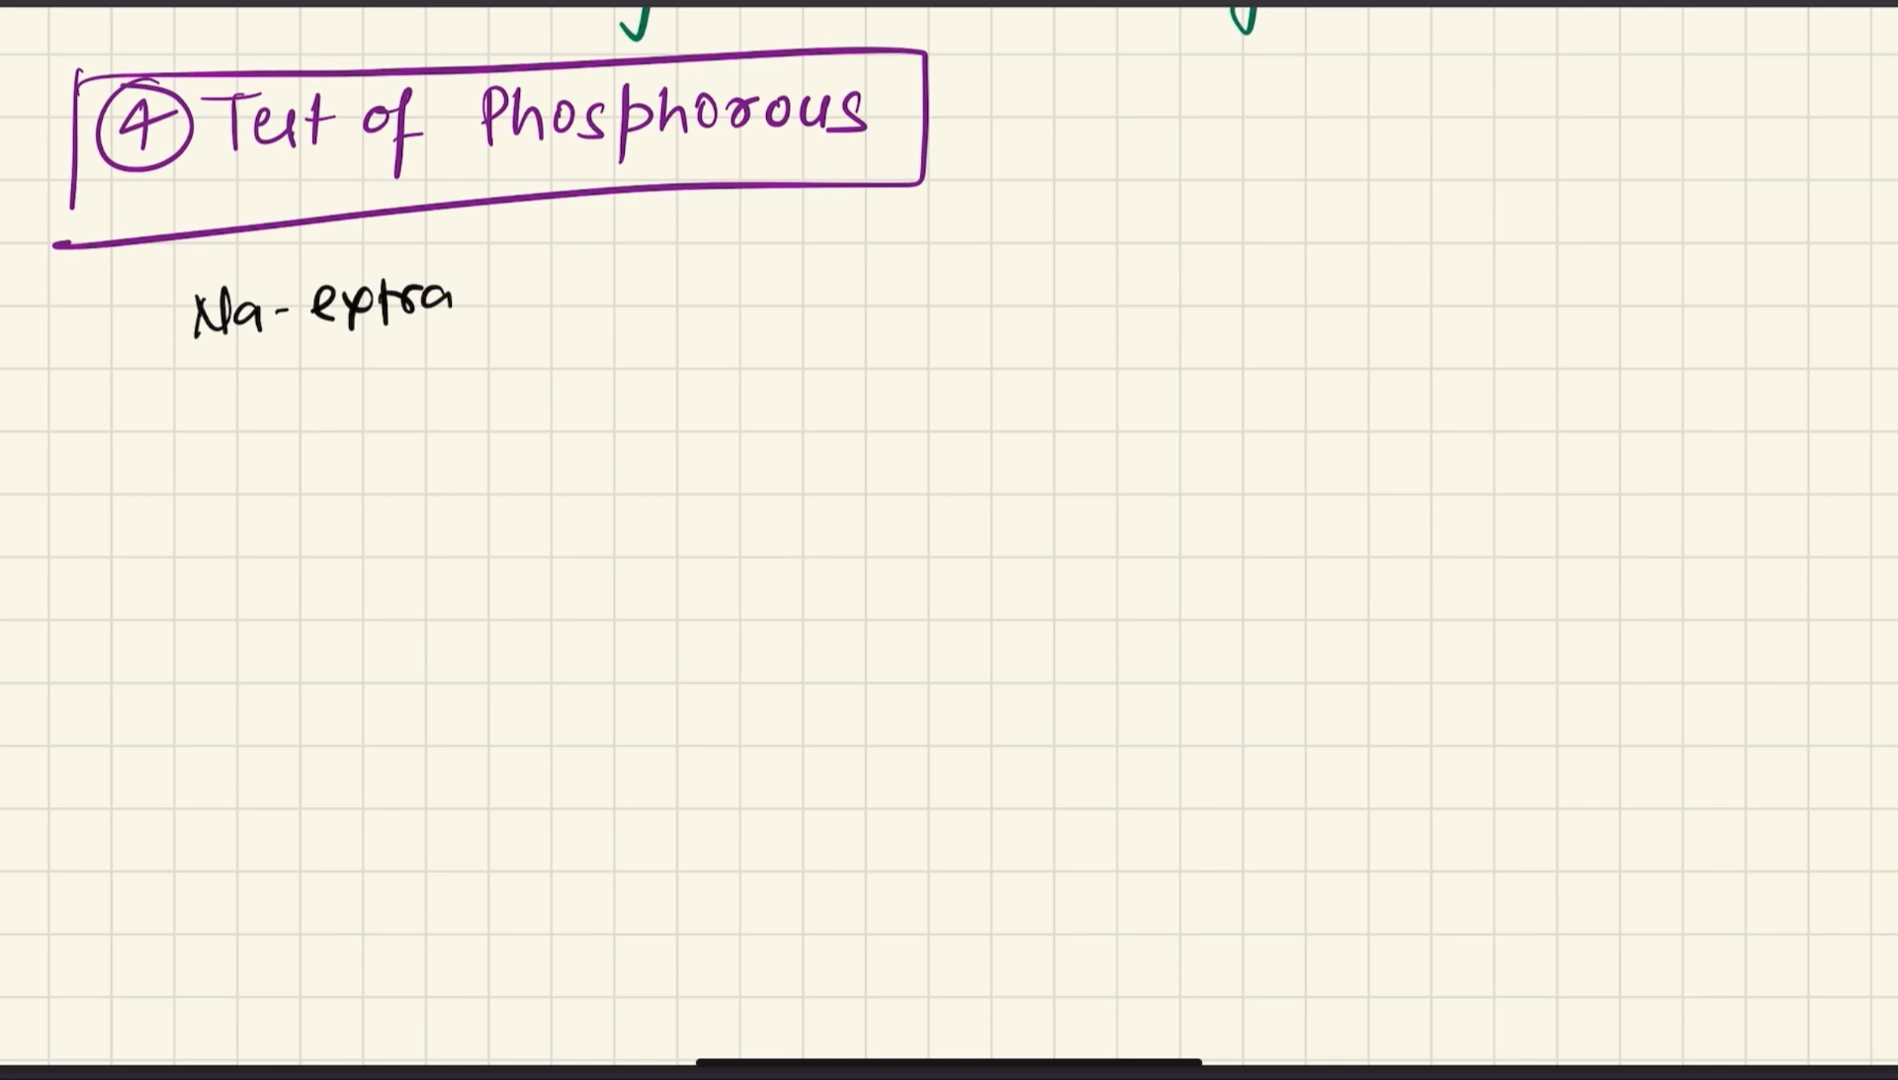 ④ Test of Phosphorous
Na- extra